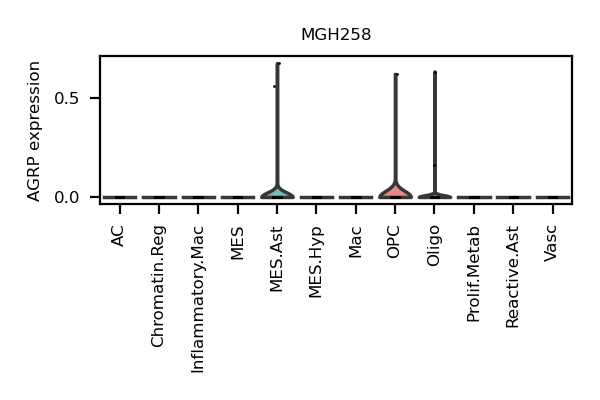 MGH258
AGRP expression
0.5
0.0
AC
Chromatin.Reg
Inflammatory.Mac
MES
MES.Ast
MES.Hyp
Mac
OPC
Oligo
Prolif.Metab
Reactive.Ast
Vasc